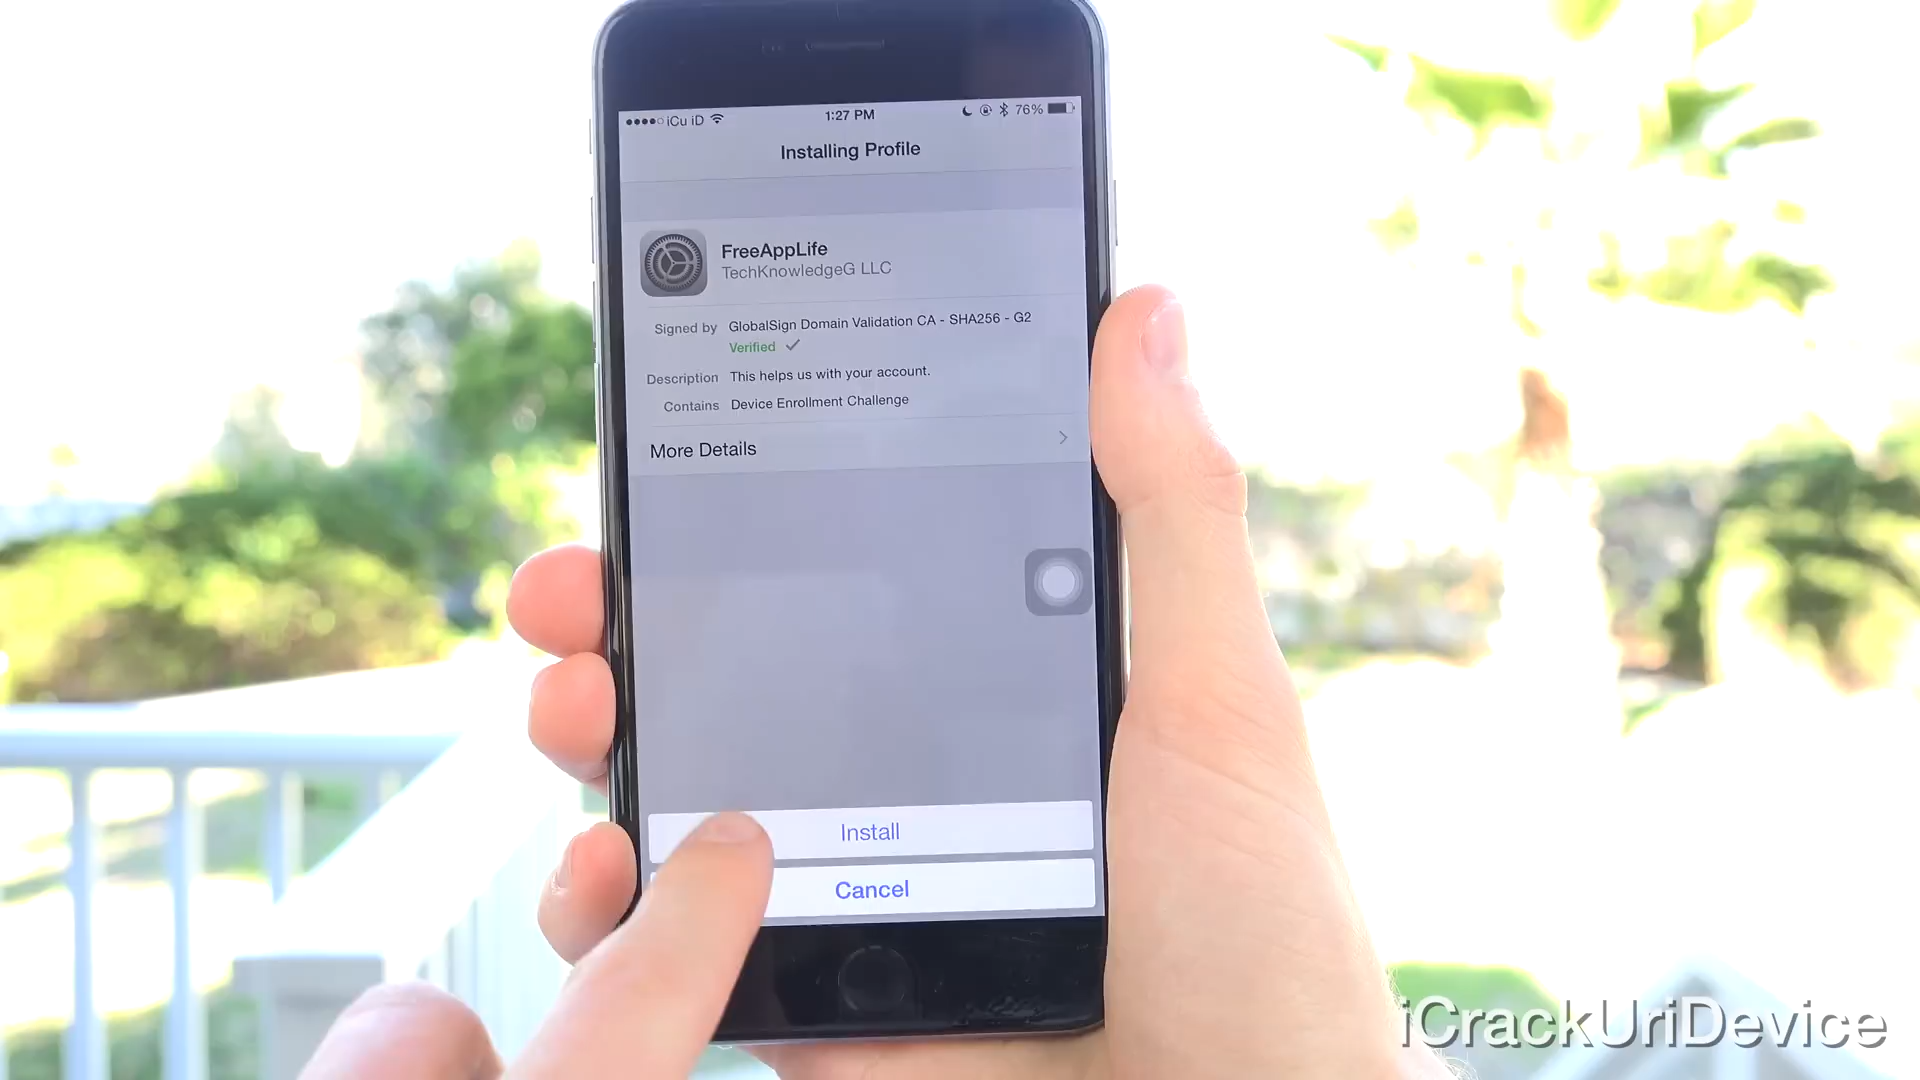 iCu iD 1:27 PM 76%
Installing Profile
FreeAppLife
TechKnowledgeG LLC
Signed by GlobalSign Domain Validation CA - SHA256 - G2
Verified
Description This helps us with your account.
Contains Device Enrollment Challenge
More Details
Install
Cancel
iCrackUriDevice